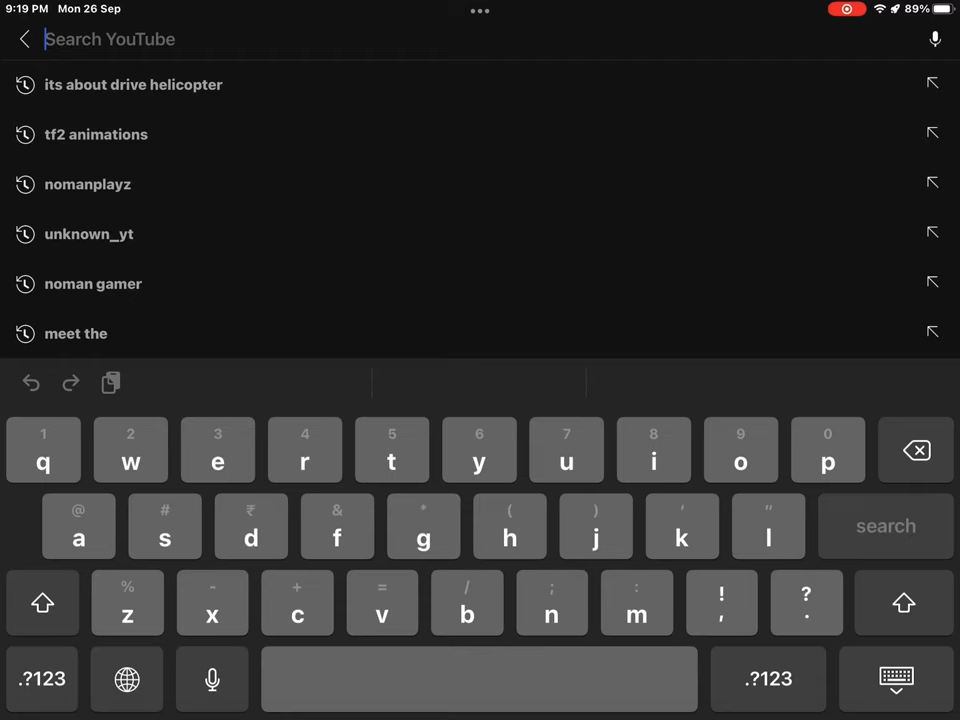 9:19 PM Mon 26 Sep 89%
Search YouTube
its about drive helicopter
tf2 animations
nomanplayz
unknown_yt
noman gamer
meet the
1 2 3 4 5 6 7 8 9 0
q w e r t y u i o p
@ # ₹ & * ( ) ' "
a s d f g h j k l search
% - + = / ; : ! ?
z x c v b n m , .
.?123 .?123